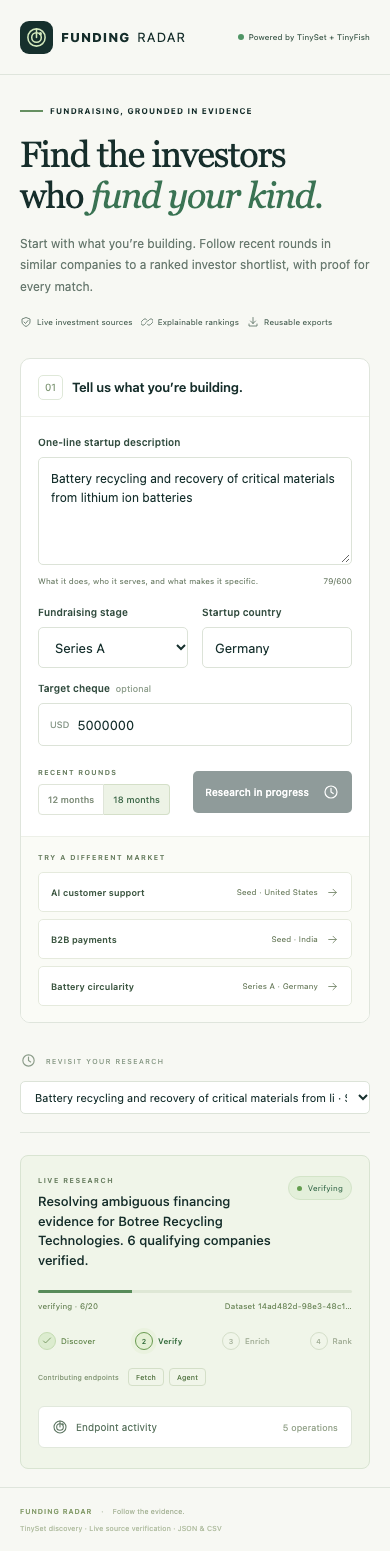 FUNDING RADAR
Powered by TinySet + TinyFish
FUNDRAISING, GROUNDED IN EVIDENCE
Find the investors
who fund your kind.
Start with what you're building. Follow recent rounds in
similar companies to a ranked investor shortlist, with proof for
every match.
Live investment sources Explainable rankings Reusable exports
01 Tell us what you're building.
One-line startup description
Battery recycling and recovery of critical materials
from lithium ion batteries
What it does, who it serves, and what makes it specific. 79/600
Fundraising stage Startup country
Series A Germany
Target cheque optional
USD 5000000
RECENT ROUNDS
12 months 18 months Research in progress
TRY A DIFFERENT MARKET
AI customer support Seed · United States →
B2B payments Seed · India →
Battery circularity Series A · Germany →
REVISIT YOUR RESEARCH
Battery recycling and recovery of critical materials from li ·
LIVE RESEARCH
Verifying
Resolving ambiguous financing
evidence for Botree Recycling
Technologies. 6 qualifying companies
verified.
verifying · 6/20 Dataset 14ad482d-98e3-48c1...
Discover 2 Verify 3 Enrich 4 Rank
Contributing endpoints Fetch Agent
Endpoint activity 5 operations
FUNDING RADAR · Follow the evidence.
TinySet discovery · Live source verification · JSON & CSV